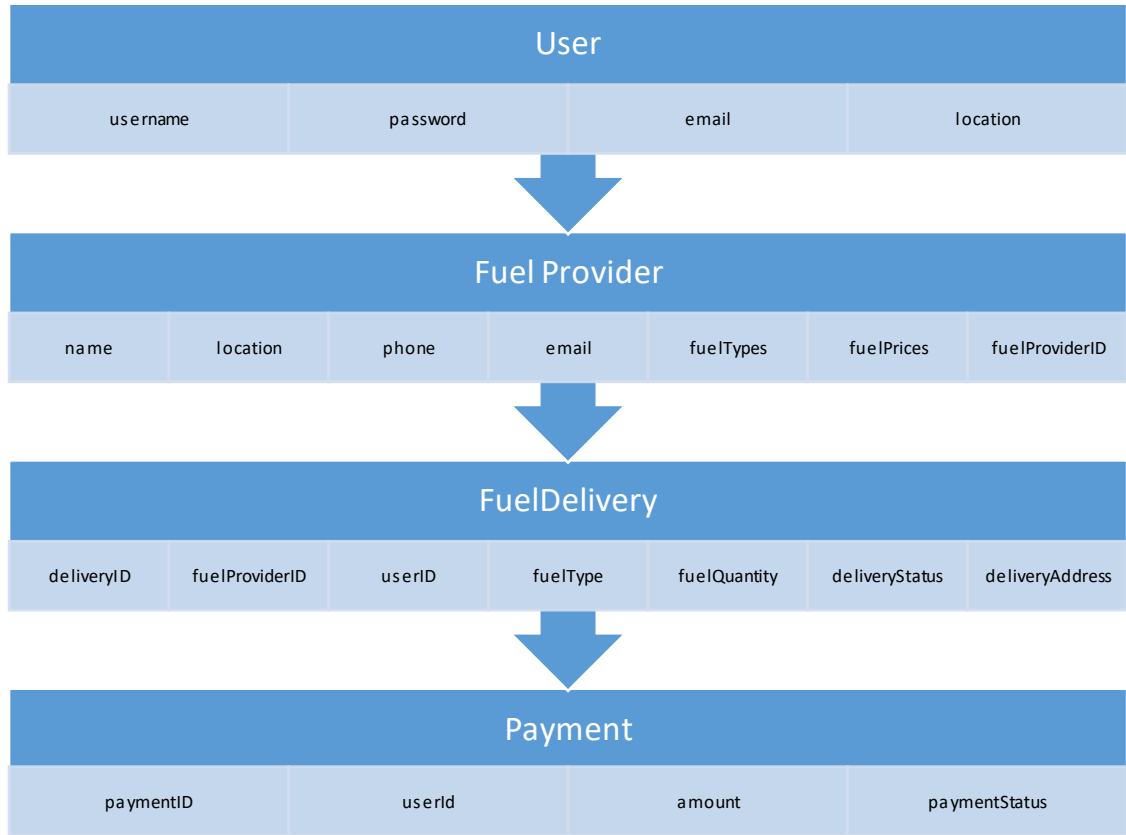 User
username password email location
Fuel Provider
name location phone email fuelTypes fuelPrices fuelProviderID
FuelDelivery
deliveryID fuelProviderID userID fuelType fuelQuantity deliveryStatus deliveryAddress
Payment
paymentID userId amount paymentStatus